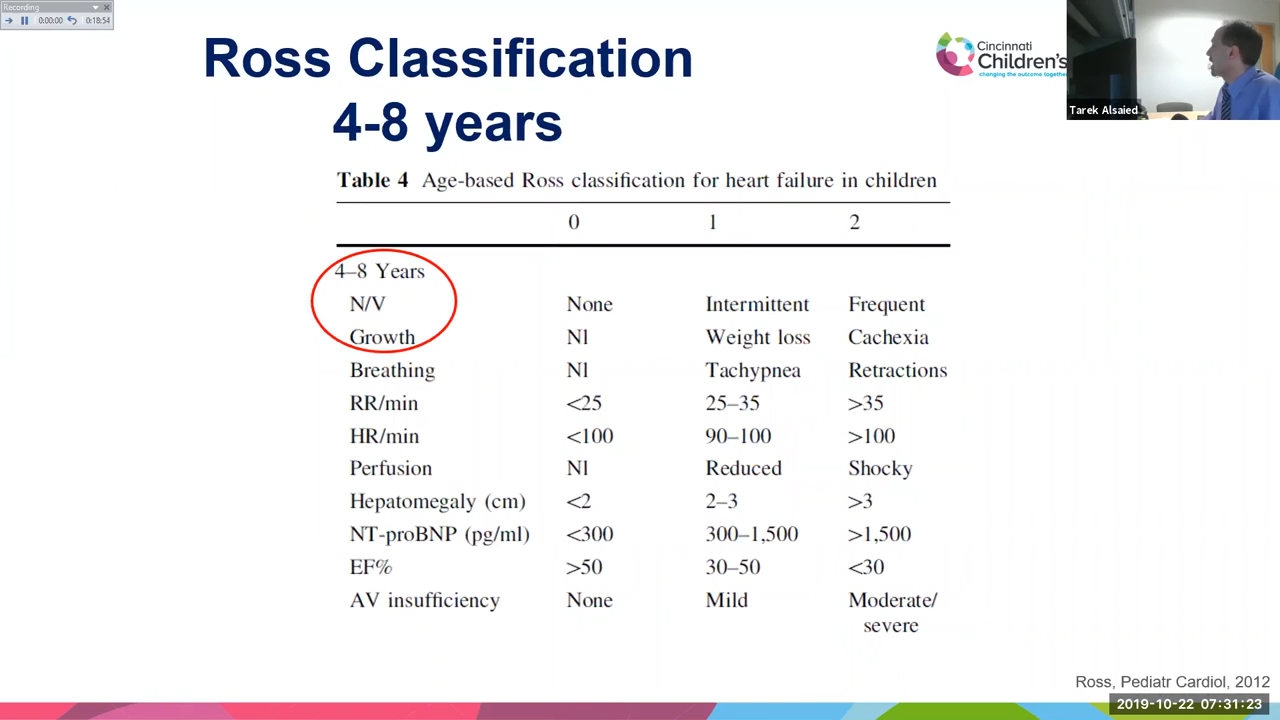 Recording
0:00:00
0:18:54
Ross Classification
4-8 years
Cincinnati
Children's
changing the outcome together
Tarek Alsaied
Table 4 Age-based Ross classification for heart failure in children
0 1 2
4–8 Years
N/V None Intermittent Frequent
Growth Nl Weight loss Cachexia
Breathing Nl Tachypnea Retractions
RR/min <25 25–35 >35
HR/min <100 90–100 >100
Perfusion Nl Reduced Shocky
Hepatomegaly (cm) <2 2–3 >3
NT-proBNP (pg/ml) <300 300–1,500 >1,500
EF% >50 30–50 <30
AV insufficiency None Mild Moderate/
severe
Ross, Pediatr Cardiol, 2012
2019-10-22 07:31:23